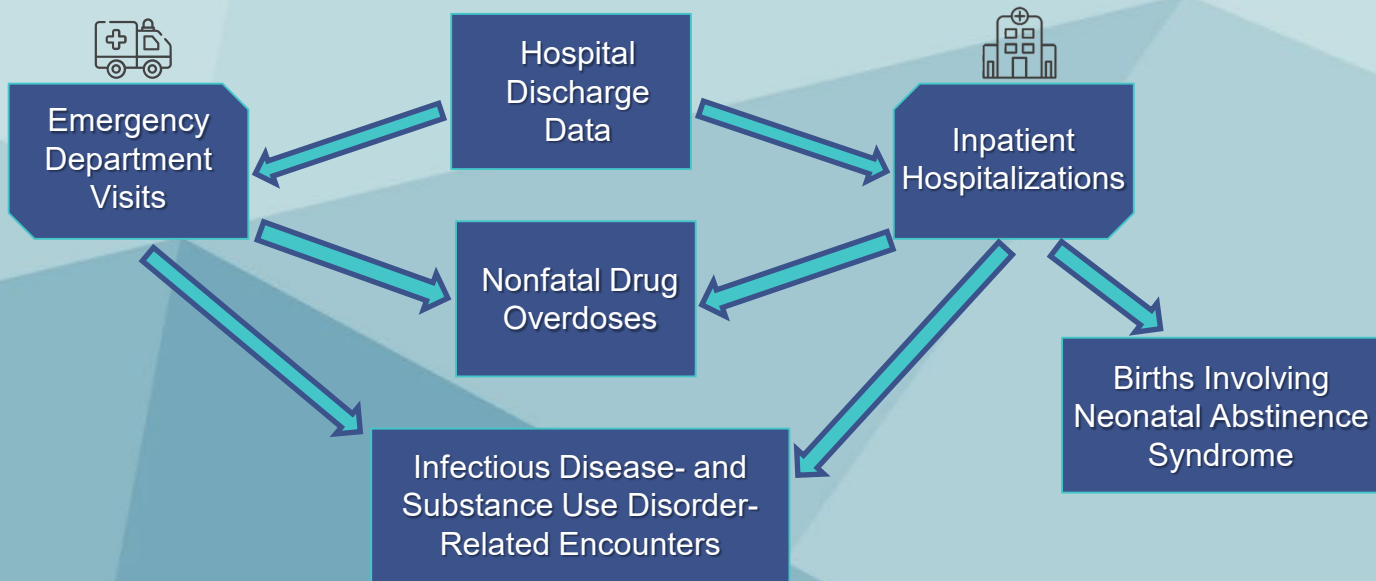 Hospital
Discharge
Data
Emergency
Department
Visits
Inpatient
Hospitalizations
Nonfatal Drug
Overdoses
Births Involving
Neonatal Abstinence
Syndrome
Infectious Disease- and
Substance Use Disorder-
Related Encounters